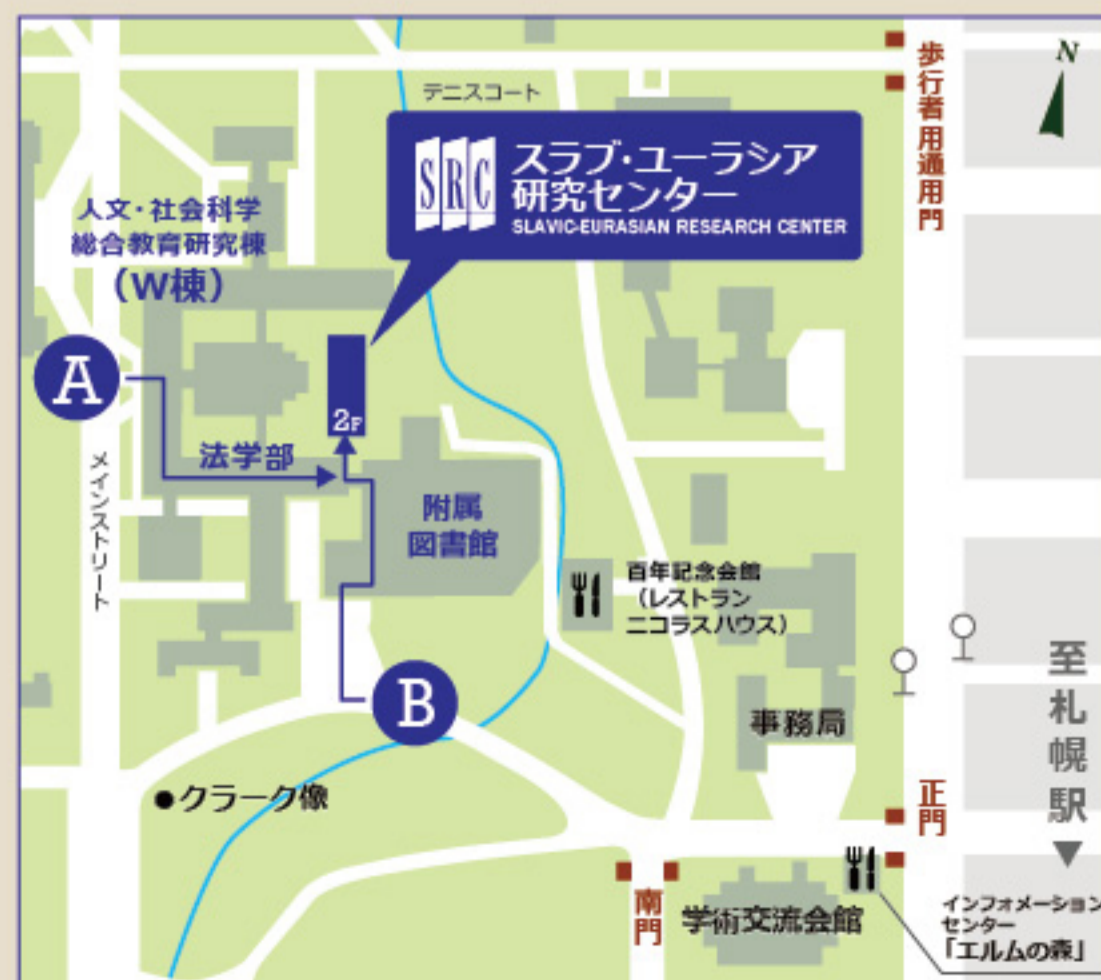 テニスコート
歩行者用通用門
N
SRC
スラブ・ユーラシア
研究センター
SLAVIC-EURASIAN RESEARCH CENTER
人文・社会科学
総合教育研究棟
（W棟）
A
2F
法学部
メインストリート
附属
図書館
百年記念会館
（レストラン
ニコラスハウス）
B
事務局
至札幌駅▼
●クラーク像
正門
南門
学術交流会館
インフォメーション
センター
「エルムの森」